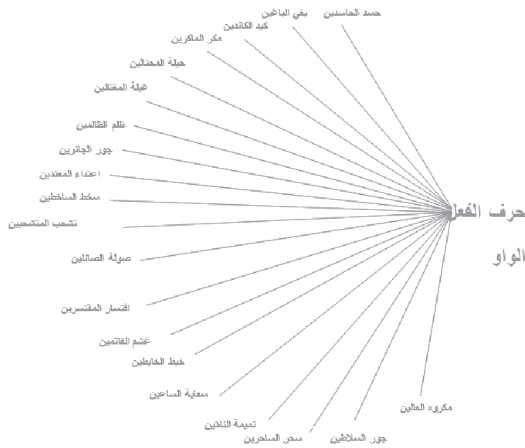 حسد الحاسدين
بغي الباغين
كيد الكائدين
مكر الماكرين
حيلة المحتالين
غيلة المغتالين
ظلم الظالمين
جور الجائرين
اعتداء المعتدين
سخط الساخطين
تشحب المتشحبين
صولة الصائلين
اقتسار المقتسرين
غشم الغاشمين
خبط الخابطين
سعاية الساعين
نميمة
سحر الساحرين
جور السلاطين
مكروه العالين
حرف الفعل
الواو